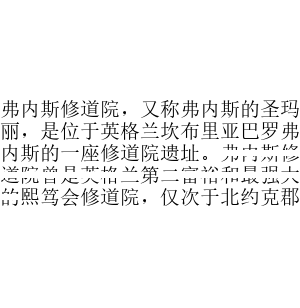 弗内斯修道院，又称弗内斯的圣玛
丽，是位于英格兰坎布里亚巴罗弗
内斯的一座修道院遗址。弗内斯修
道院曾是英格兰第二富裕和最强大
的熙笃会修道院，仅次于北约克郡